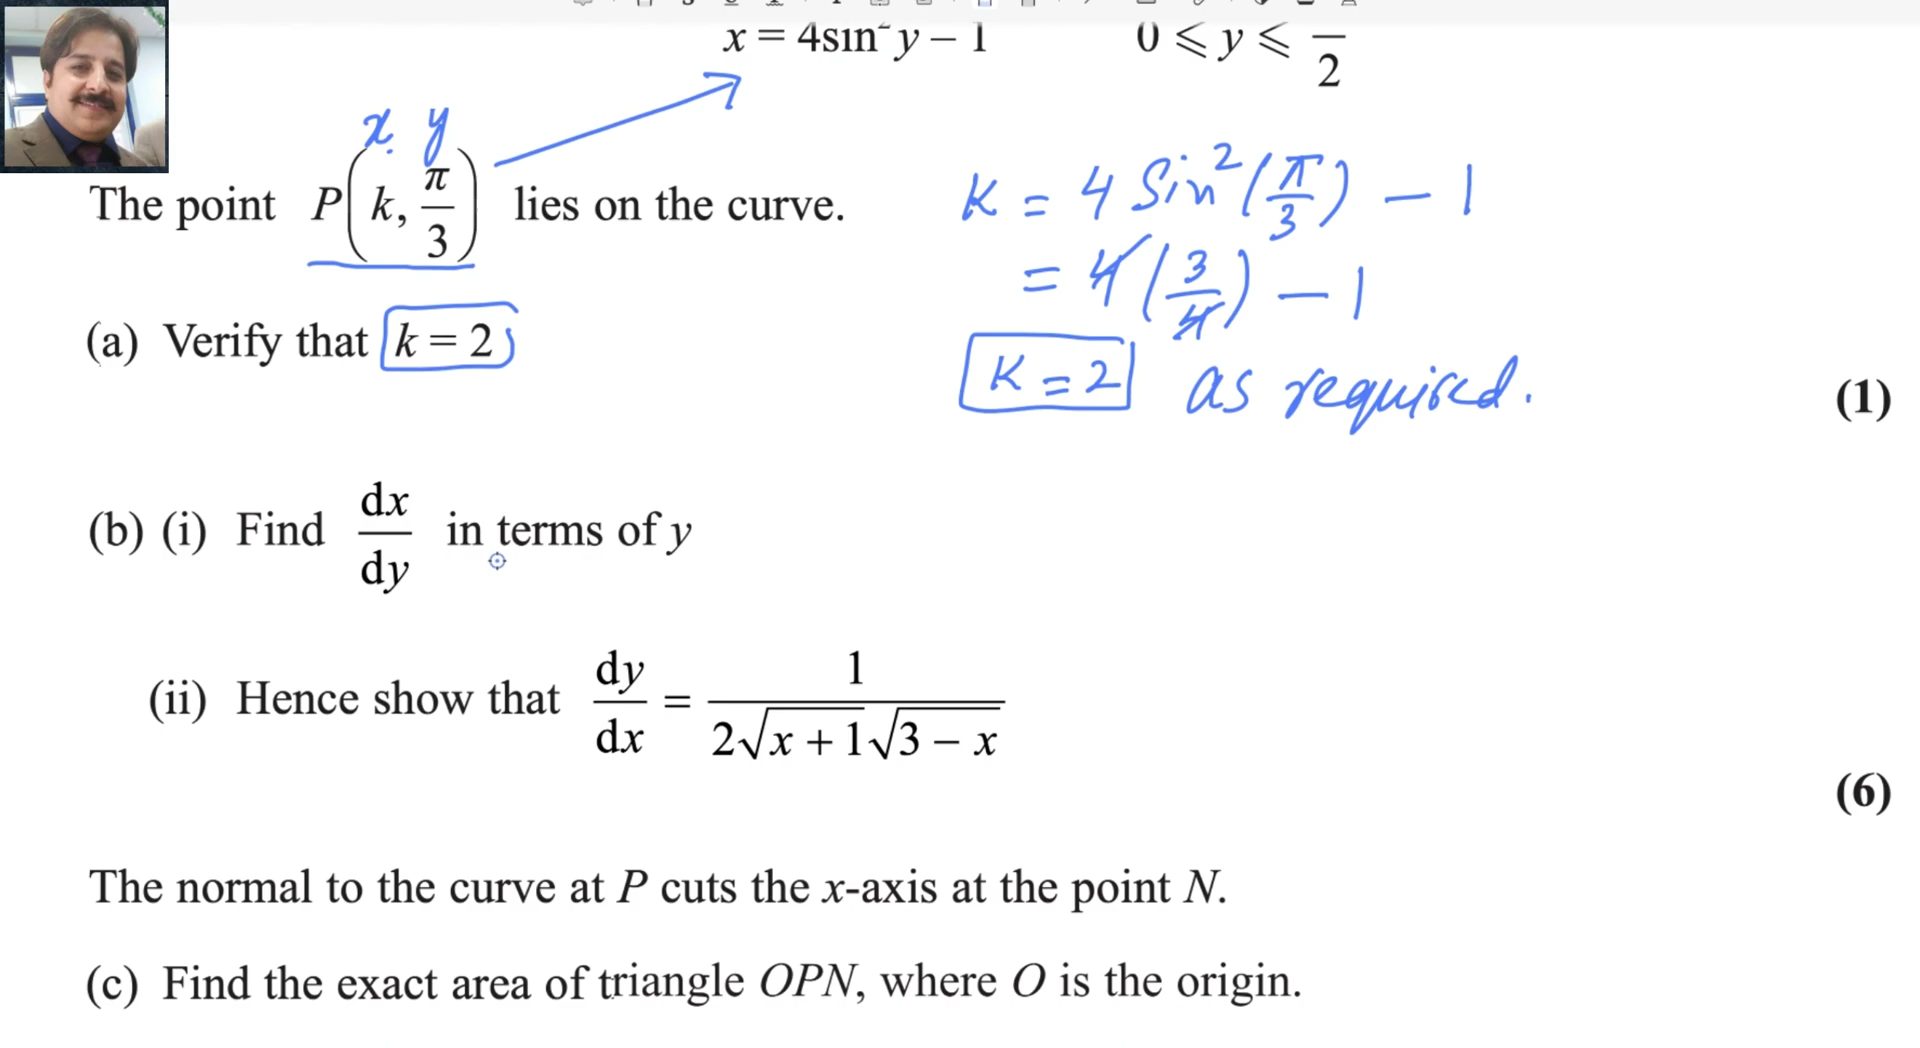 x = 4sin² y – 1   0 ⩽ y ⩽ —/2
x y
The point P(k, π/3) lies on the curve.
K = 4 Sin²(π/3) – 1
= 4(3/4) – 1
(a) Verify that k = 2
K = 2 as required.
(1)
(b) (i) Find dx/dy in terms of y
(ii) Hence show that dy/dx = 1/(2√(x + 1)√(3 – x))
(6)
The normal to the curve at P cuts the x-axis at the point N.
(c) Find the exact area of triangle OPN, where O is the origin.